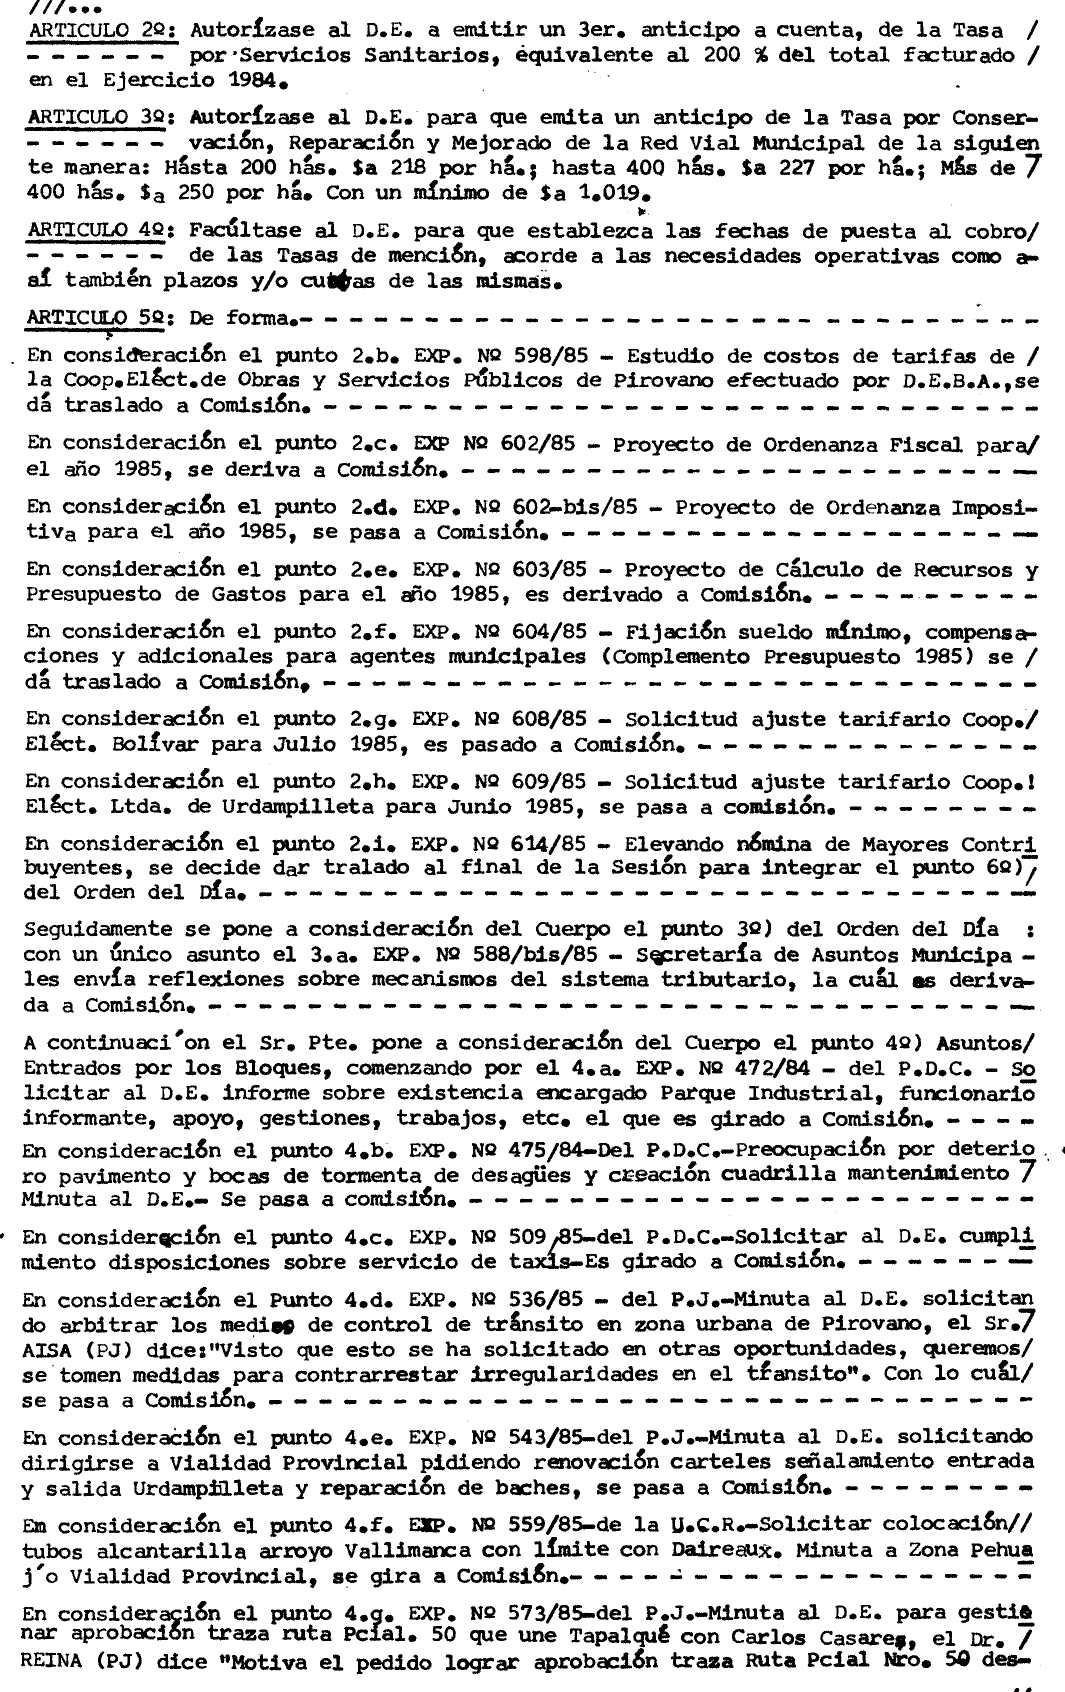 ///...
ARTICULO 2º: Autorízase al D.E. a emitir un 3er. anticipo a cuenta, de la Tasa /
- - - - - - por Servicios Sanitarios, equivalente al 200 % del total facturado /
en el Ejercicio 1984.
ARTICULO 3º: Autorízase al D.E. para que emita un anticipo de la Tasa por Conser-
- - - - - - vación, Reparación y Mejorado de la Red Vial Municipal de la siguien
te manera: Hásta 200 hás. $a 218 por há.; hasta 400 hás. $a 227 por há.; Más de /
400 hás. $a 250 por há. Con un mínimo de $a 1.019.
ARTICULO 4º: Facúltase al D.E. para que establezca las fechas de puesta al cobro/
- - - - - - de las Tasas de mención, acorde a las necesidades operativas como a-
sí también plazos y/o cuotas de las mismas.
ARTICULO 5º: De forma.- - - - - - - - - - - - - - - - - - - - - - - - - - - - - -
En consideración el punto 2.b. EXP. Nº 598/85 - Estudio de costos de tarifas de /
la Coop.Eléct.de Obras y Servicios Públicos de Pirovano efectuado por D.E.B.A.,se
dá traslado a Comisión. - - - - - - - - - - - - - - - - - - - - - - - - - - - - -
En consideración el punto 2.c. EXP Nº 602/85 - Proyecto de Ordenanza Fiscal para/
el año 1985, se deriva a Comisión. - - - - - - - - - - - - - - - - - - - - - - -
En consideración el punto 2.d. EXP. Nº 602-bis/85 - Proyecto de Ordenanza Imposi-
tiva para el año 1985, se pasa a Comisión. - - - - - - - - - - - - - - - - - - -
En consideración el punto 2.e. EXP. Nº 603/85 - Proyecto de Cálculo de Recursos y
Presupuesto de Gastos para el año 1985, es derivado a Comisión. - - - - - - - - -
En consideración el punto 2.f. EXP. Nº 604/85 - Fijación sueldo mínimo, compensa-
ciones y adicionales para agentes municipales (Complemento Presupuesto 1985) se /
dá traslado a Comisión, - - - - - - - - - - - - - - - - - - - - - - - - - - - - -
En consideración el punto 2.g. EXP. Nº 608/85 - Solicitud ajuste tarifario Coop./
Eléct. Bolívar para Julio 1985, es pasado a Comisión. - - - - - - - - - - - - - -
En consideración el punto 2.h. EXP. Nº 609/85 - Solicitud ajuste tarifario Coop.!
Eléct. Ltda. de Urdampilleta para Junio 1985, se pasa a comisión. - - - - - - - -
En consideración el punto 2.i. EXP. Nº 614/85 - Elevando nómina de Mayores Contri
buyentes, se decide dar tralado al final de la Sesión para integrar el punto 6º)/
del Orden del Día. - - - - - - - - - - - - - - - - - - - - - - - - - - - - - - -
Seguidamente se pone a consideración del Cuerpo el punto 3º) del Orden del Día :
con un único asunto el 3.a. EXP. Nº 588/bis/85 - Secretaría de Asuntos Municipa -
les envía reflexiones sobre mecanismos del sistema tributario, la cuál es deriva-
da a Comisión. - - - - - - - - - - - - - - - - - - - - - - - - - - - - - - - - -
A continuaci´on el Sr. Pte. pone a consideración del Cuerpo el punto 4º) Asuntos/
Entrados por los Bloques, comenzando por el 4.a. EXP. Nº 472/84 - del P.D.C. - So
licitar al D.E. informe sobre existencia encargado Parque Industrial, funcionario
informante, apoyo, gestiones, trabajos, etc. el que es girado a Comisión. - - - -
En consideración el punto 4.b. EXP. Nº 475/84-Del P.D.C.-Preocupación por deterio
ro pavimento y bocas de tormenta de desagües y creación cuadrilla mantenimiento /
Minuta al D.E.- Se pasa a comisión. - - - - - - - - - - - - - - - - - - - - - - -
En consideración el punto 4.c. EXP. Nº 509/85-del P.D.C.-Solicitar al D.E. cumpli
miento disposiciones sobre servicio de taxis-Es girado a Comisión. - - - - - - -
En consideración el Punto 4.d. EXP. Nº 536/85 - del P.J.-Minuta al D.E. solicitan
do arbitrar los medios de control de tránsito en zona urbana de Pirovano, el Sr./
AISA (PJ) dice:"Visto que esto se ha solicitado en otras oportunidades, queremos/
se tomen medidas para contrarrestar irregularidades en el tŕansito". Con lo cuál/
se pasa a Comisión. - - - - - - - - - - - - - - - - - - - - - - - - - - - - - - -
En consideración el punto 4.e. EXP. Nº 543/85-del P.J.-Minuta al D.E. solicitando
dirigirse a Vialidad Provincial pidiendo renovación carteles señalamiento entrada
y salida Urdampilleta y reparación de baches, se pasa a Comisión. - - - - - - - -
Em consideración el punto 4.f. EXP. Nº 559/85-de la U.C.R.-Solicitar colocación//
tubos alcantarilla arroyo Vallimanca con límite con Daireaux. Minuta a Zona Pehua
j´o Vialidad Provincial, se gira a Comisión.- - - - - - - - - - - - - - - - - - -
En consideración el punto 4.g. EXP. Nº 573/85-del P.J.-Minuta al D.E. para gestio
nar aprobación traza ruta Pcial. 50 que une Tapalqué con Carlos Casares, el Dr. /
REINA (PJ) dice "Motiva el pedido lograr aprobación traza Ruta Pcial Nro. 50 des-